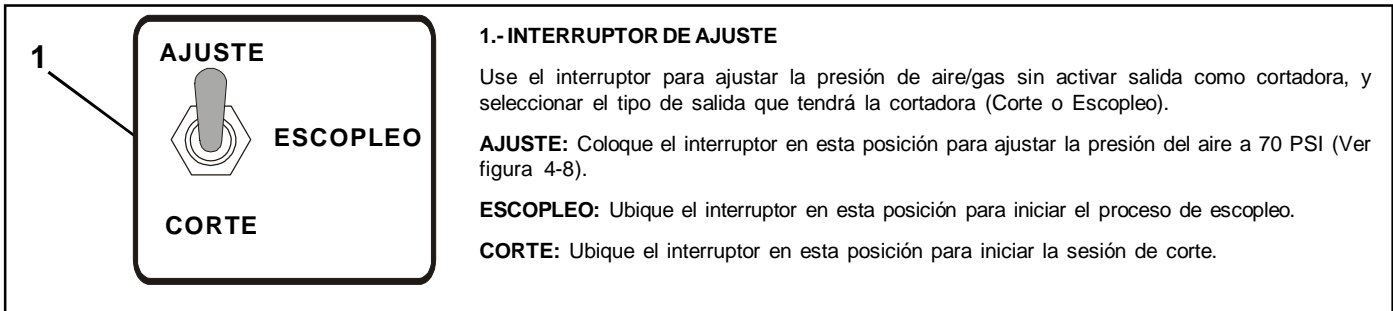 1
AJUSTE
ESCOPLEO
CORTE
1.- INTERRUPTOR DE AJUSTE
Use el interruptor para ajustar la presión de aire/gas sin activar salida como cortadora, y
seleccionar el tipo de salida que tendrá la cortadora (Corte o Escopleo).
AJUSTE: Coloque el interruptor en esta posición para ajustar la presión del aire a 70 PSI (Ver
figura 4-8).
ESCOPLEO: Ubique el interruptor en esta posición para iniciar el proceso de escopleo.
CORTE: Ubique el interruptor en esta posición para iniciar la sesión de corte.